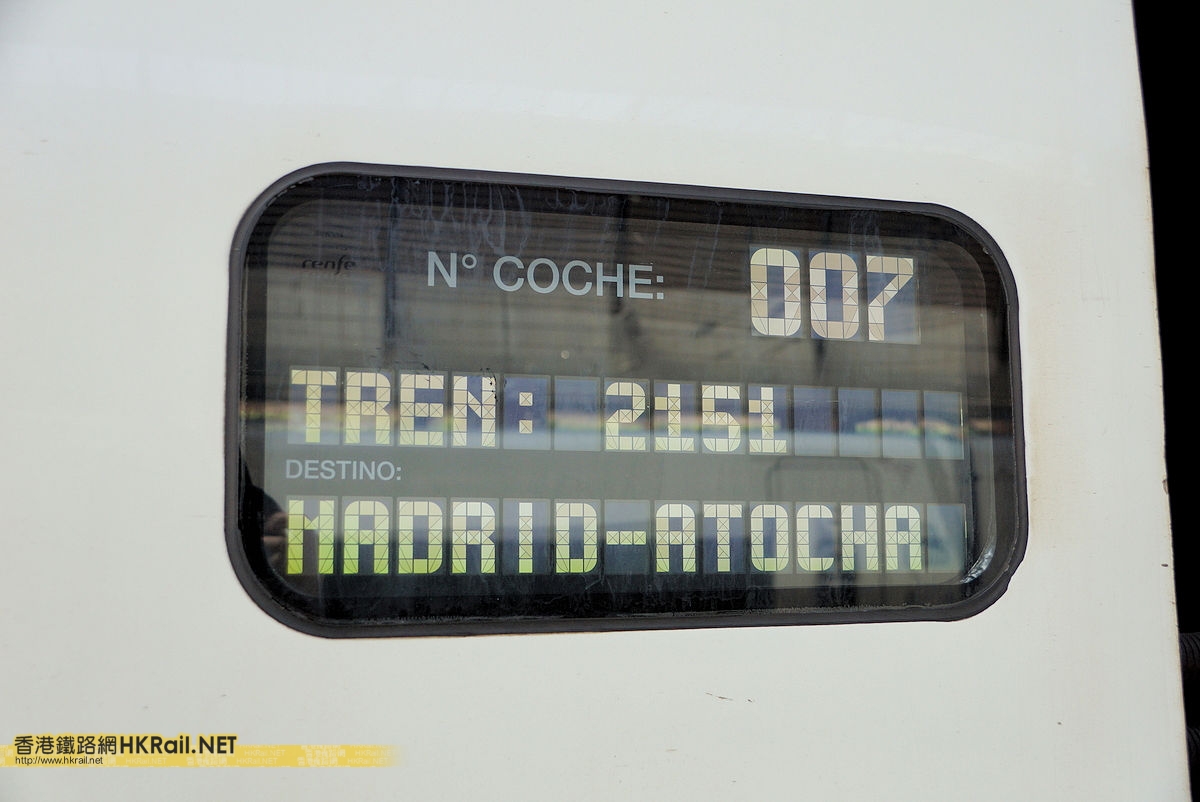 renfe
N° COCHE: 007
TREN: 2151
DESTINO:
MADRID-ATOCHA
香港鐵路網HKRail.NET
http://www.hkrail.net